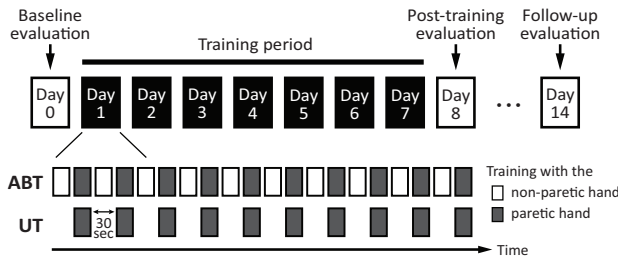 Baseline
evaluation
Post-training
evaluation
Follow-up
evaluation
Training period
Day
0
Day
1
Day
2
Day
3
Day
4
Day
5
Day
6
Day
7
Day
8
...
Day
14
ABT
Training with the
non-paretic hand
paretic hand
UT
30
sec
Time